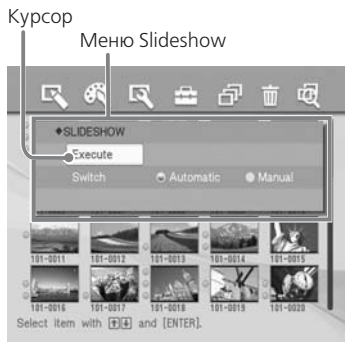 Курсор
Меню Slideshow
SLIDESHOW
Execute
Switch Automatic Manual
101-0011 101-0012 101-0013 101-0014 101-0015
101-0016 101-0017 101-0018 101-0019 101-0020
Select item with and [ENTER].